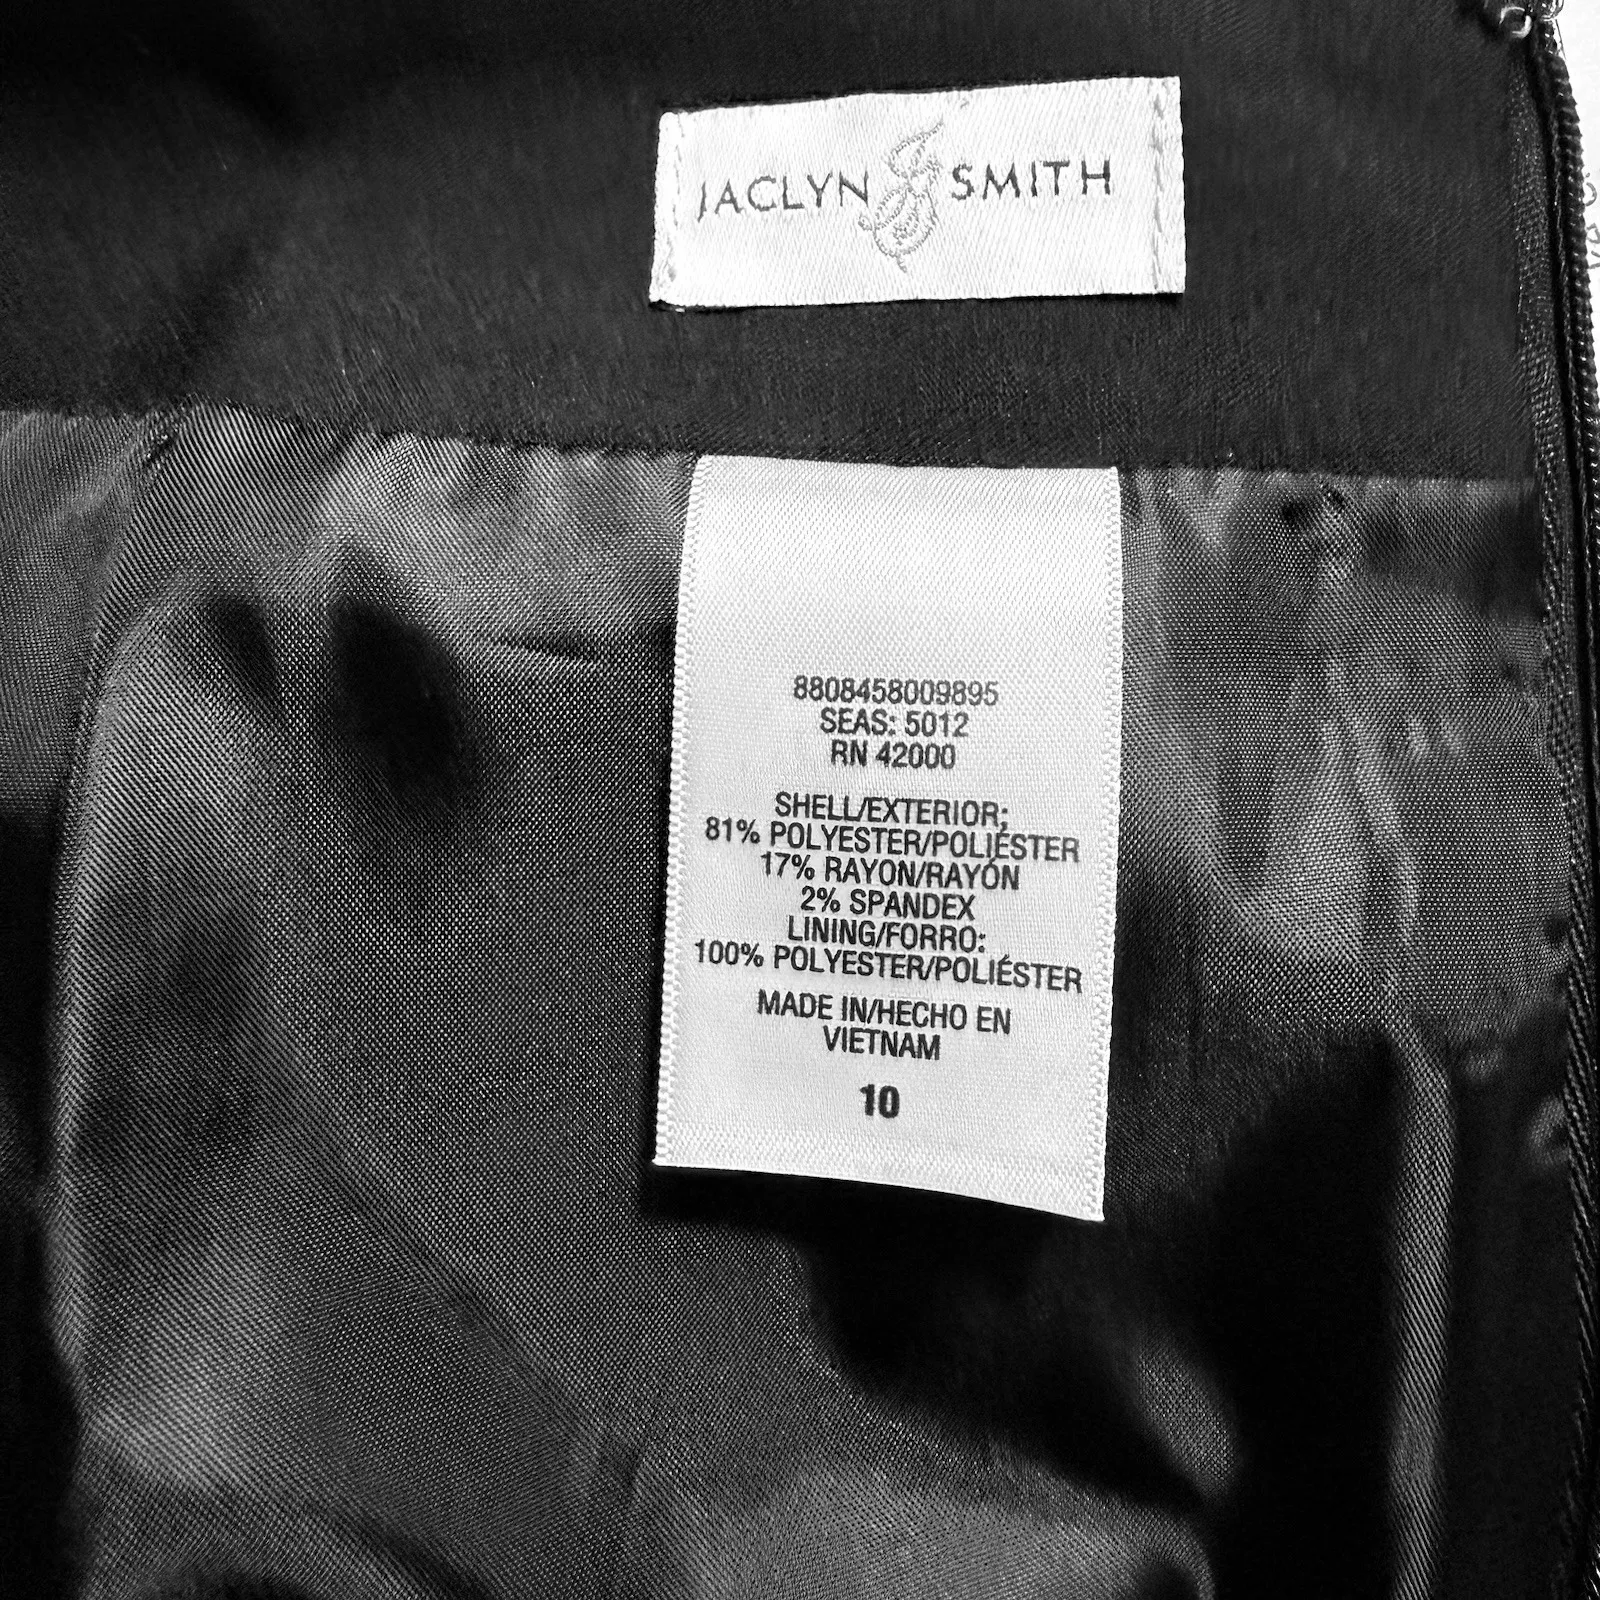 JACLYN SMITH
8808458009895
SEAS: 5012
RN 42000
SHELL/EXTERIOR;
81% POLYESTER/POLIÉSTER
17% RAYON/RAYÓN
2% SPANDEX
LINING/FORRO:
100% POLYESTER/POLIÉSTER
MADE IN/HECHO EN
VIETNAM
10